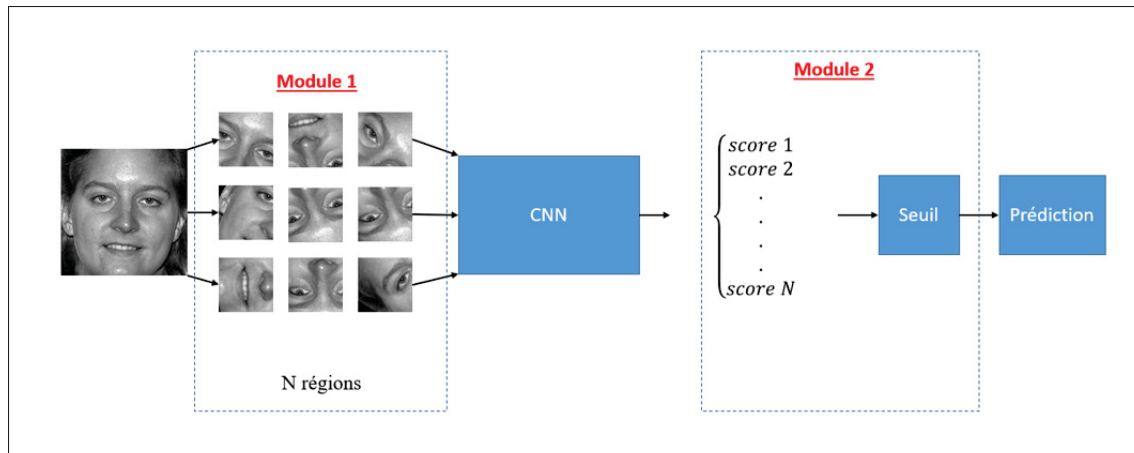 Module 1
N régions
CNN
Module 2
score 1
score 2
.
.
.
.
score N
Seuil
Prédiction